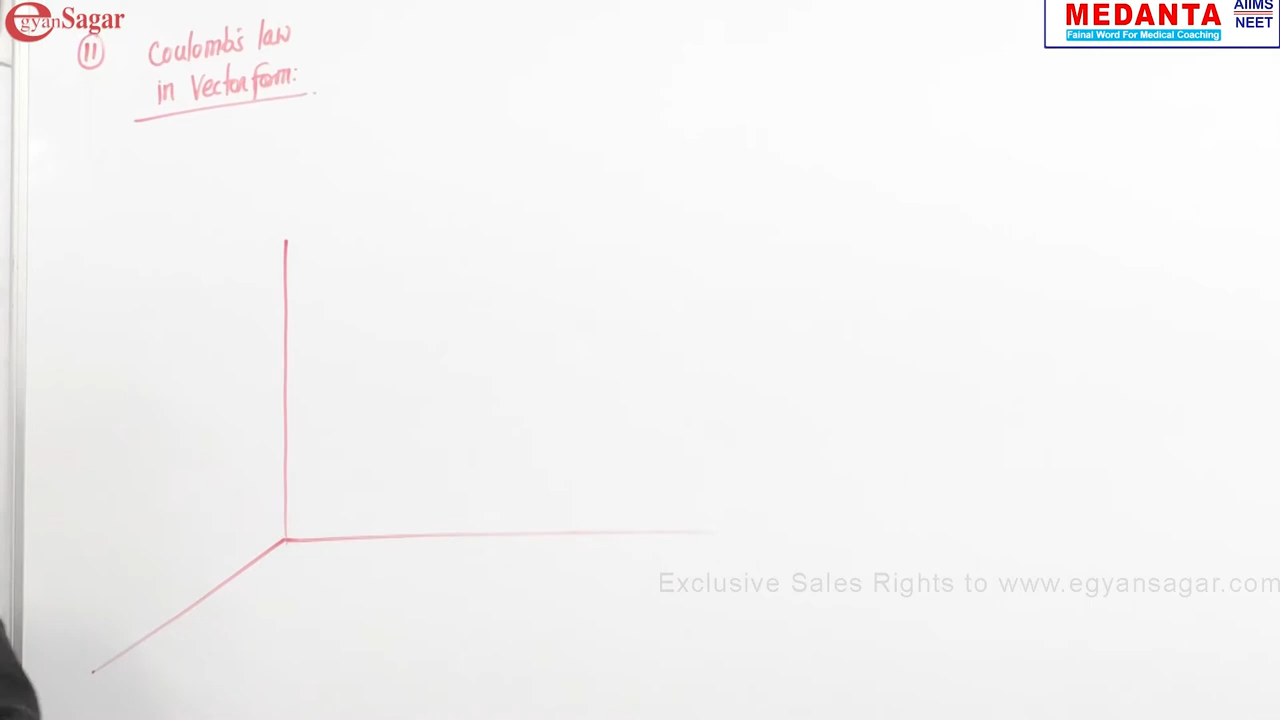 egyanSagar
MEDANTA
AIIMS
NEET
Fainal Word For Medical Coaching
11 Coulomb's law
in Vector form:
Exclusive Sales Rights to www.egyansagar.com